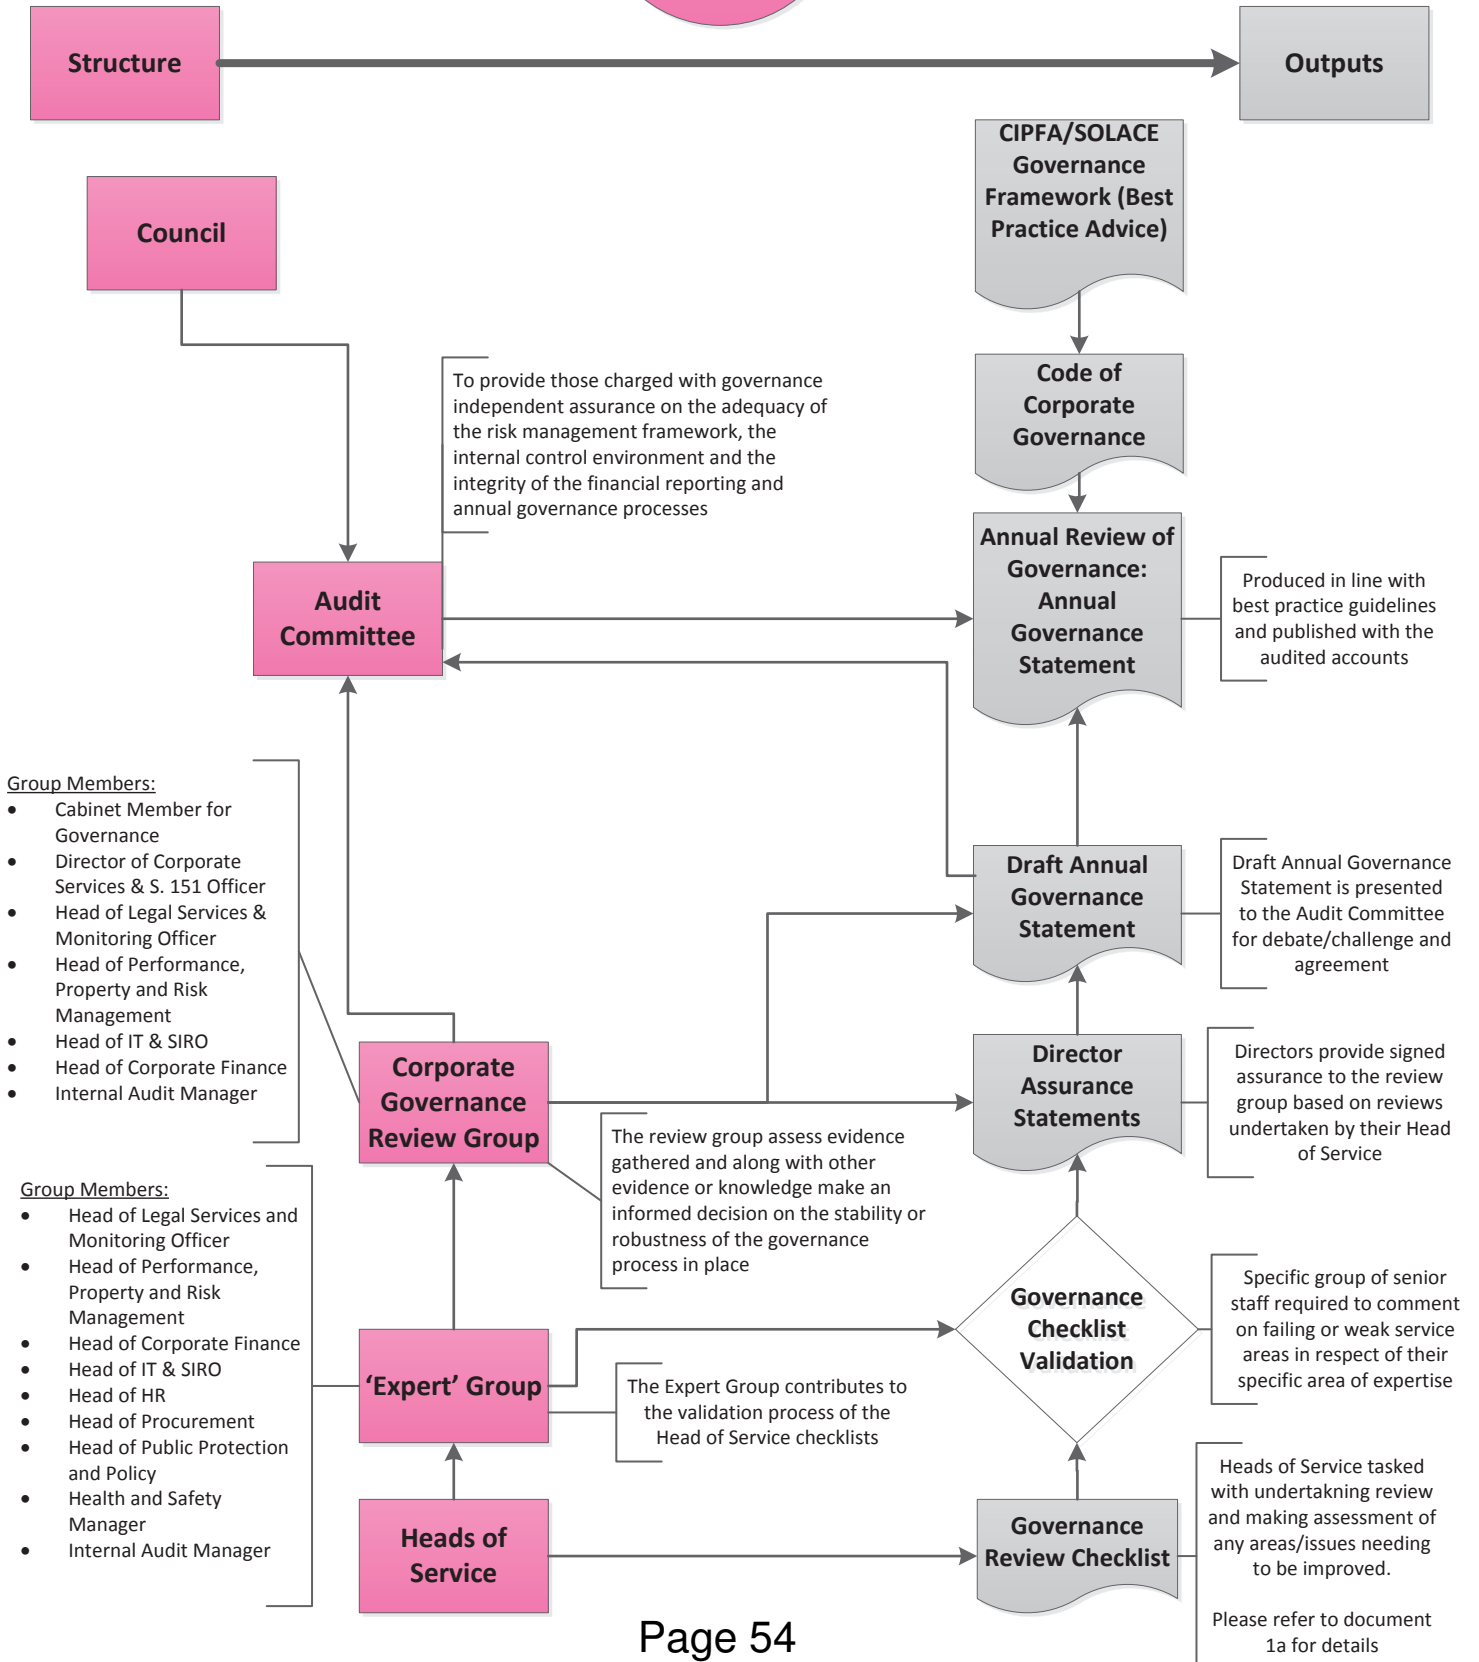 Structure
Outputs
CIPFA/SOLACE
Governance
Framework (Best
Practice Advice)
Council
Code of
Corporate
Governance
To provide those charged with governance
independent assurance on the adequacy of
the risk management framework, the
internal control environment and the
integrity of the financial reporting and
annual governance processes
Annual Review of
Governance:
Annual
Governance
Statement
Produced in line with
best practice guidelines
and published with the
audited accounts
Audit
Committee
Group Members:
• Cabinet Member for
Governance
• Director of Corporate
Services & S. 151 Officer
• Head of Legal Services &
Monitoring Officer
• Head of Performance,
Property and Risk
Management
• Head of IT & SIRO
• Head of Corporate Finance
• Internal Audit Manager
Draft Annual
Governance
Statement
Draft Annual Governance
Statement is presented
to the Audit Committee
for debate/challenge and
agreement
Corporate
Governance
Review Group
Director
Assurance
Statements
Directors provide signed
assurance to the review
group based on reviews
undertaken by their Head
of Service
The review group assess evidence
gathered and along with other
evidence or knowledge make an
informed decision on the stability or
robustness of the governance
process in place
Group Members:
• Head of Legal Services and
Monitoring Officer
• Head of Performance,
Property and Risk
Management
• Head of Corporate Finance
• Head of IT & SIRO
• Head of HR
• Head of Procurement
• Head of Public Protection
and Policy
• Health and Safety
Manager
• Internal Audit Manager
Governance
Checklist
Validation
Specific group of senior
staff required to comment
on failing or weak service
areas in respect of their
specific area of expertise
‘Expert’ Group
The Expert Group contributes to
the validation process of the
Head of Service checklists
Heads of
Service
Governance
Review Checklist
Heads of Service tasked
with undertakning review
and making assessment of
any areas/issues needing
to be improved.
Please refer to document
1a for details
Page 54